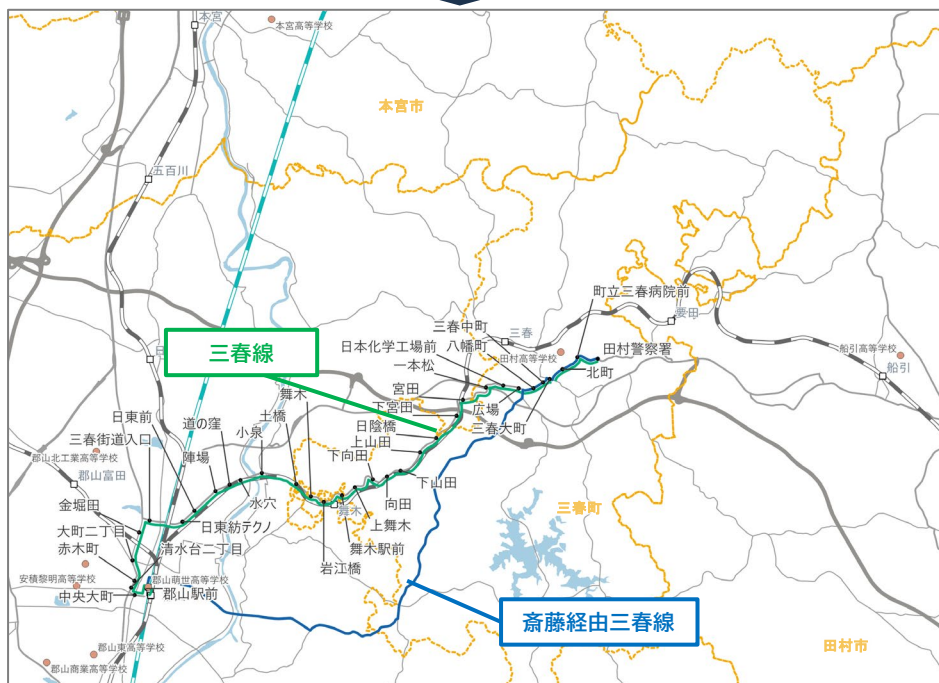 本宮
本宮高等学校
本宮市
五百川
町立三春病院前
要田
三春中町
三春
日本化学工場前
八幡町
田村高等学校
田村警察署
船引高等学校
三春線
一本松
北町
船引
宮田
広場
舞木
下宮田
三春大町
日東前
道の窪
土橋
日陰橋
三春街道入口
小泉
上山田
郡山北工業高等学校
陣場
下向田
郡山富田
下山田
金堀田
水穴
向田
三春町
大町二丁目
日東紡テクノ
舞木
上舞木
赤木町
清水台二丁目
舞木駅前
安積黎明高等学校
郡山萌世高等学校
岩江橋
中央大町
郡山駅前
斎藤経由三春線
郡山東高等学校
田村市
郡山商業高等学校